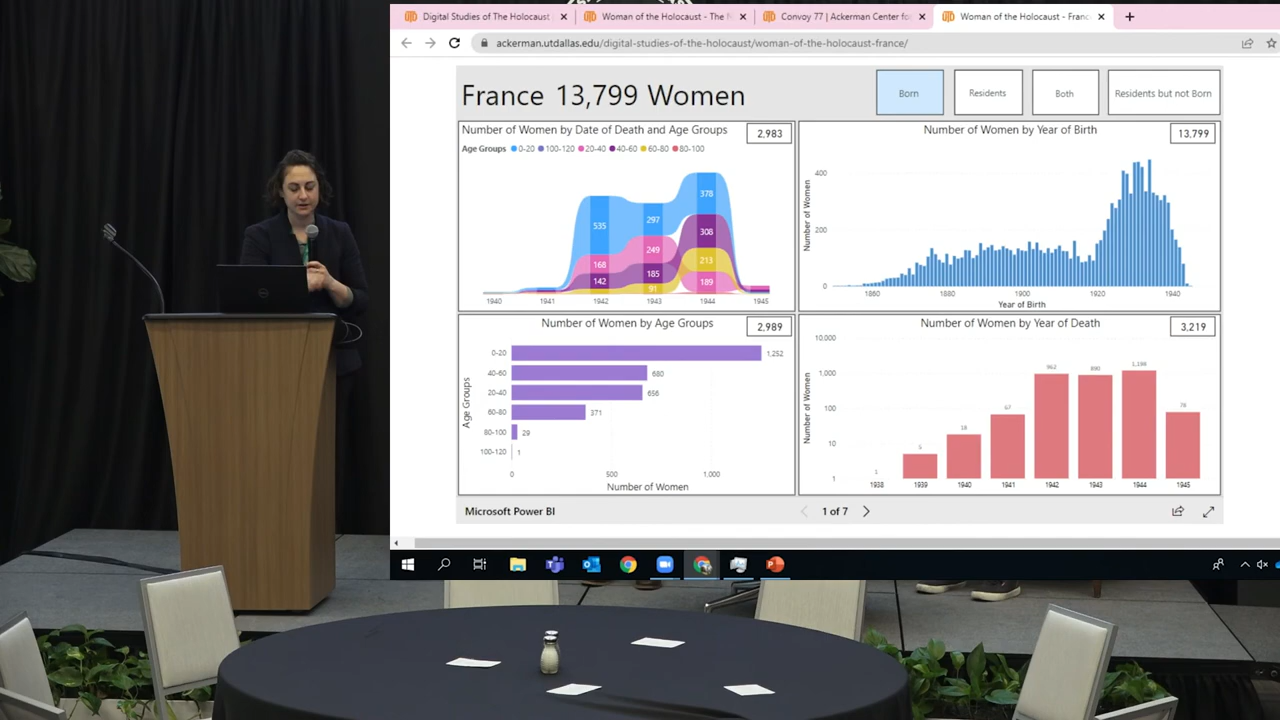 Digital Studies of The Holocaust
Woman of the Holocaust - The N
Convoy 77 | Ackerman Center fo
Woman of the Holocaust - Franc
ackerman.utdallas.edu/digital-studies-of-the-holocaust/woman-of-the-holocaust-france/
France 13,799 Women
Born
Residents
Both
Residents but not Born
Number of Women by Date of Death and Age Groups
2,983
Age Groups 0-20 100-120 20-40 40-60 60-80 80-100
378
535
297
308
249
168
213
185
142
189
91
1940 1941 1942 1943 1944 1945
Number of Women by Year of Birth
13,799
Number of Women
400
200
0
1860 1880 1900 1920 1940
Year of Birth
Number of Women by Age Groups
2,989
Age Groups
0-20 1,252
40-60 680
20-40 656
60-80 371
80-100 29
100-120 1
0 500 1,000
Number of Women
Number of Women by Year of Death
3,219
Number of Women
10,000
1,000
100
10
1
1
5
18
67
962
890
78
1938 1939 1940 1941 1942 1943 1944 1945
Microsoft Power BI
1 of 7
DELL